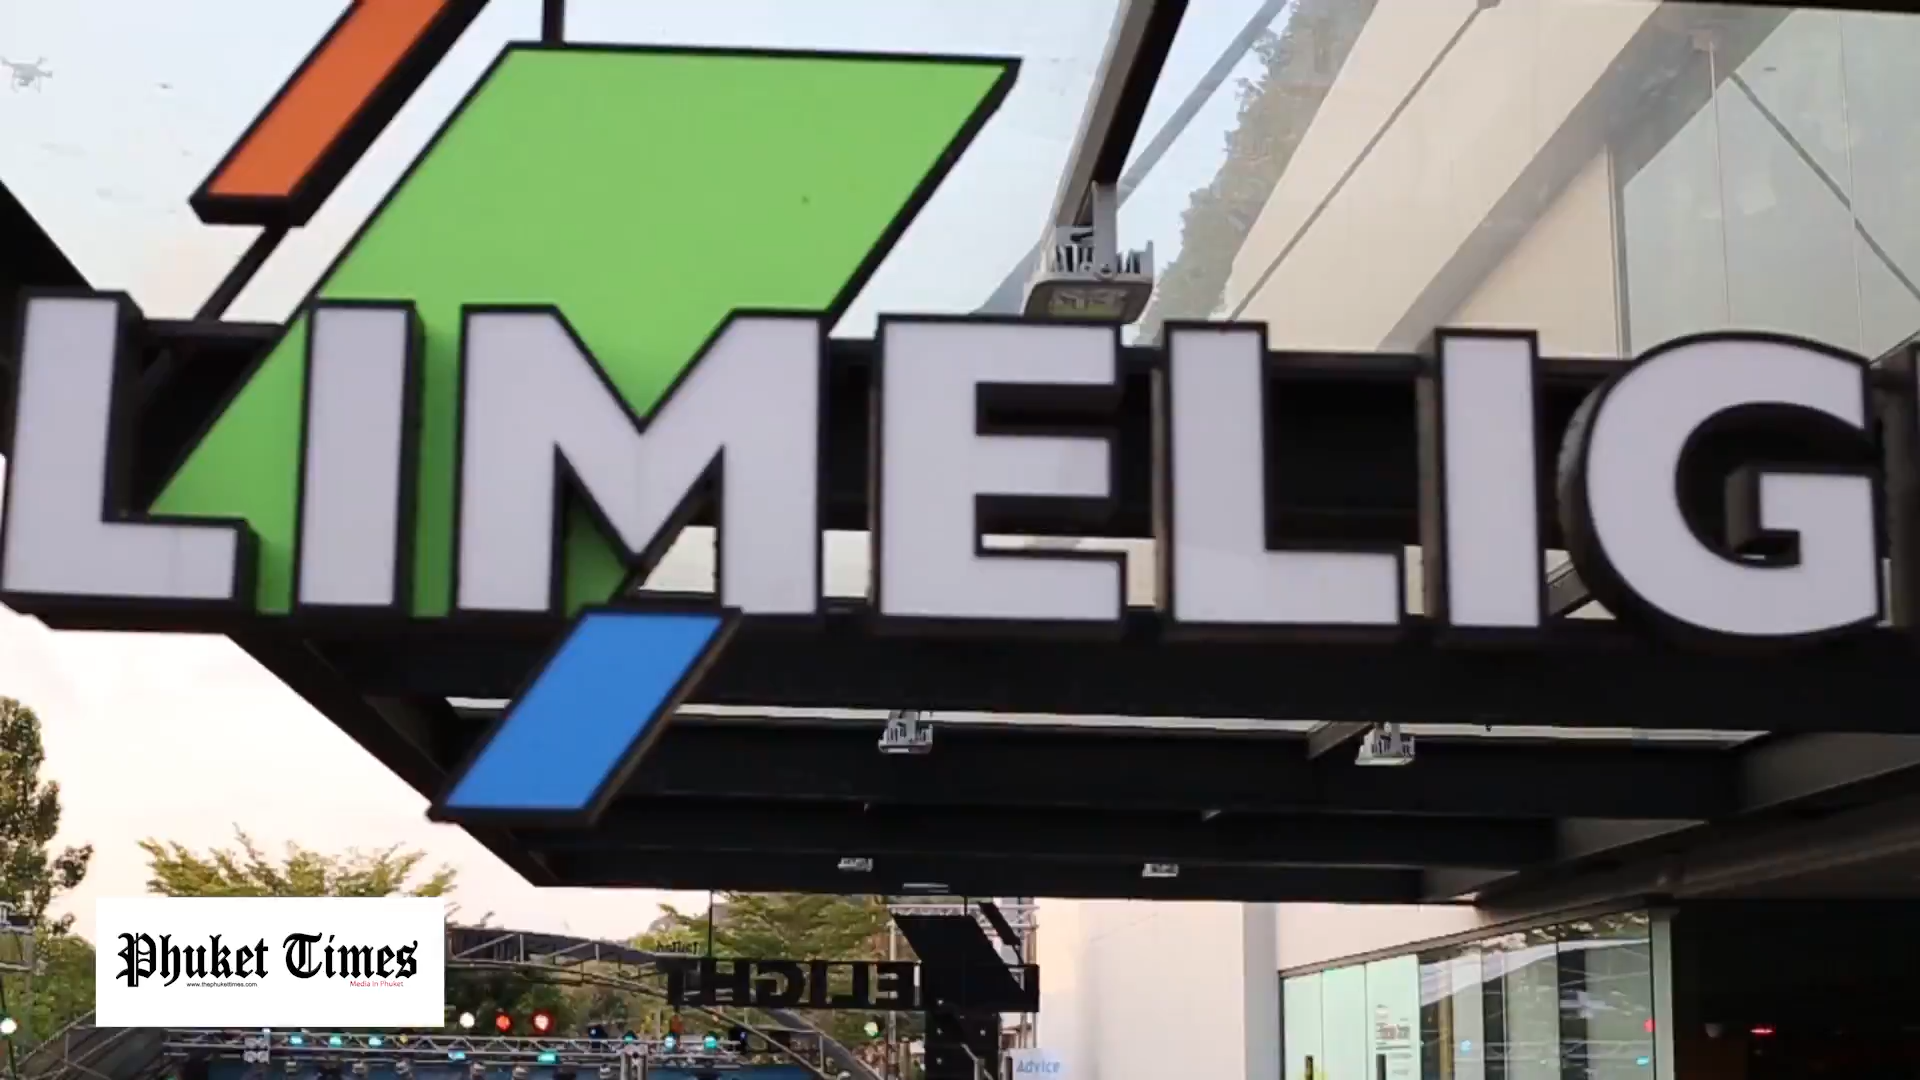 LIMELIG
Phuket Times
www.thephukettimes.com
Media In Phuket
LIMELIGHT
Advice